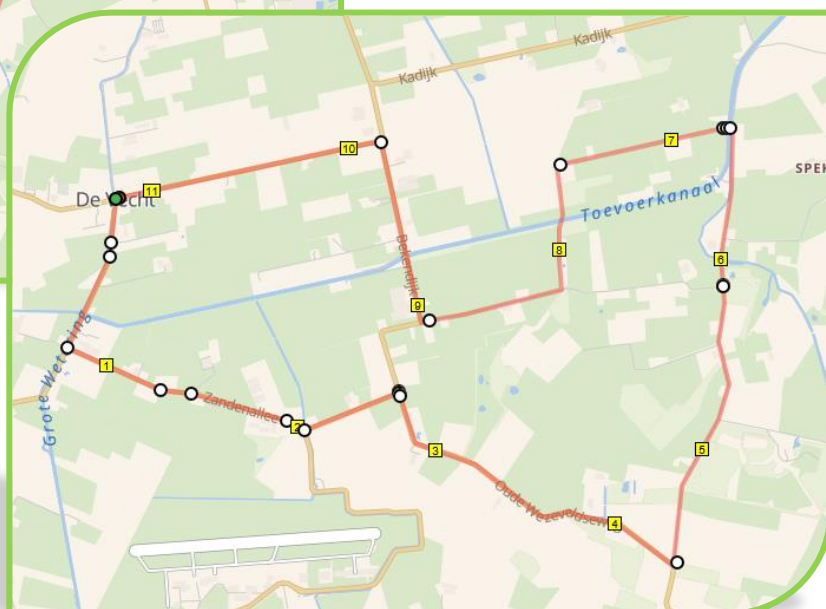 Kadijk
Kadijk
10
7
SPEK
11
De Vecht
Toevoerkanaal
8
Bekendijk
6
9
Grote Wetering
1
Zandenallee
2
3
5
Oude Wezeveldseweg
4